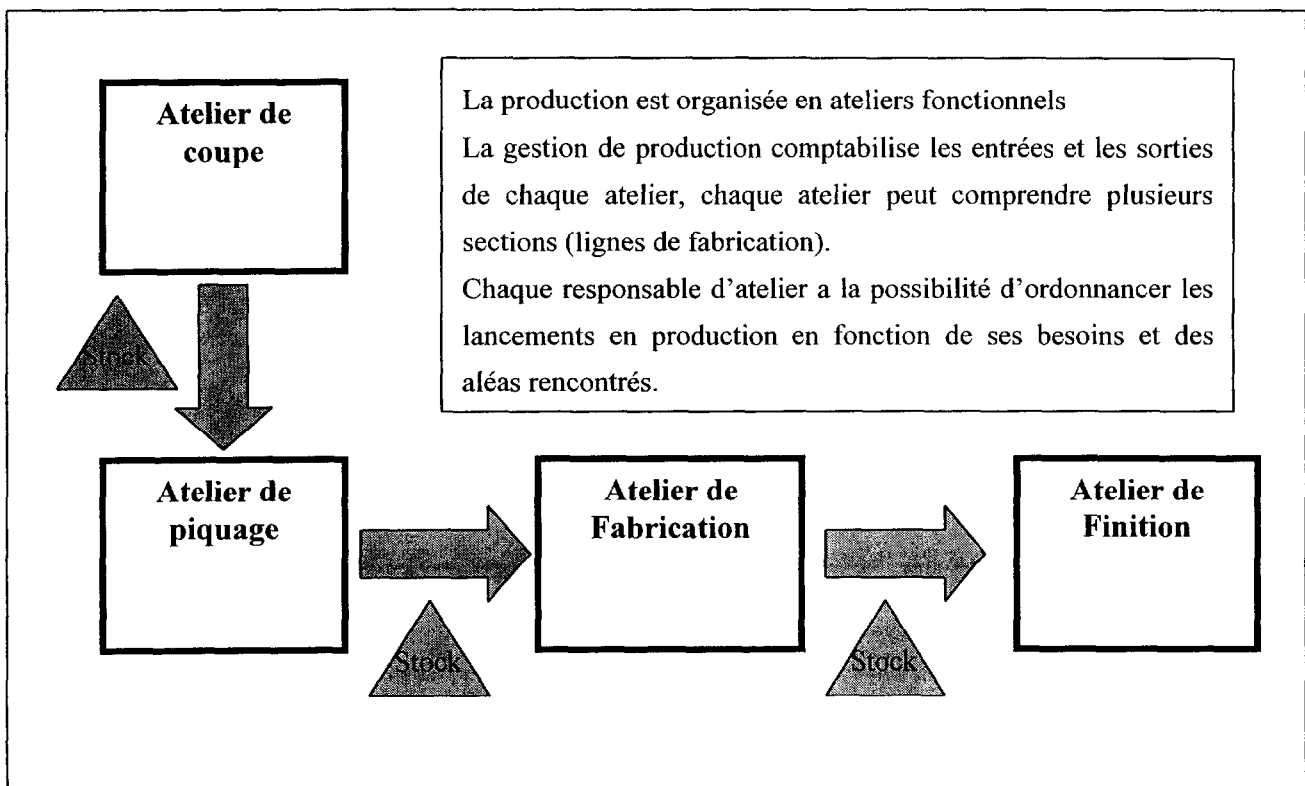 Atelier de
coupe
La production est organisée en ateliers fonctionnels
La gestion de production comptabilise les entrées et les sorties
de chaque atelier, chaque atelier peut comprendre plusieurs
sections (lignes de fabrication).
Chaque responsable d'atelier a la possibilité d'ordonnancer les
lancements en production en fonction de ses besoins et des
aléas rencontrés.
Stock
Atelier de
piquage
Atelier de
Fabrication
Atelier de
Finition
Stock
Stock